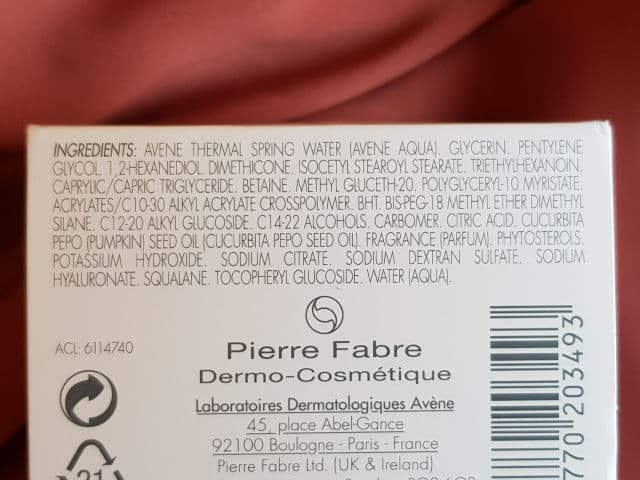 INGREDIENTS: AVENE THERMAL SPRING WATER (AVENE AQUA). GLYCERIN. PENTYLENE
GLYCOL. 1,2-HEXANEDIOL. DIMETHICONE. ISOCETYL STEAROYL STEARATE. TRIETHYLHEXANOIN.
CAPRYLIC/CAPRIC TRIGLYCERIDE. BETAINE. METHYL GLUCETH-20. POLYGLYCERYL-10 MYRISTATE.
ACRYLATES/C10-30 ALKYL ACRYLATE CROSSPOLYMER. BHT. BIS-PEG-18 METHYL ETHER DIMETHYL
SILANE. C12-20 ALKYL GLUCOSIDE. C14-22 ALCOHOLS. CARBOMER. CITRIC ACID. CUCURBITA
PEPO (PUMPKIN) SEED OIL (CUCURBITA PEPO SEED OIL). FRAGRANCE (PARFUM). PHYTOSTEROLS.
POTASSIUM HYDROXIDE. SODIUM CITRATE. SODIUM DEXTRAN SULFATE. SODIUM
HYALURONATE. SQUALANE. TOCOPHERYL GLUCOSIDE. WATER (AQUA).
ACL: 6114740
Pierre Fabre
Dermo-Cosmétique
Laboratoires Dermatologiques Avène
45, place Abel-Gance
92100 Boulogne - Paris - France
Pierre Fabre Ltd. (UK & Ireland)
21
770 203493